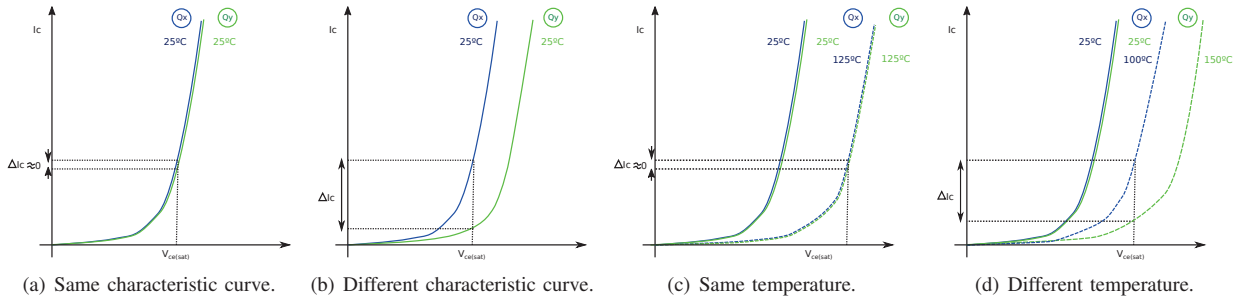 Ic
Qx
Qy
25ºC
25ºC
ΔIc ≈0
Vce(sat)
(a) Same characteristic curve.
Ic
Qx
Qy
25ºC
25ºC
ΔIc
Vce(sat)
(b) Different characteristic curve.
Ic
Qx
Qy
25ºC
25ºC
125ºC
125ºC
ΔIc ≈0
Vce(sat)
(c) Same temperature.
Ic
Qx
Qy
25ºC
25ºC
100ºC
150ºC
ΔIc
Vce(sat)
(d) Different temperature.